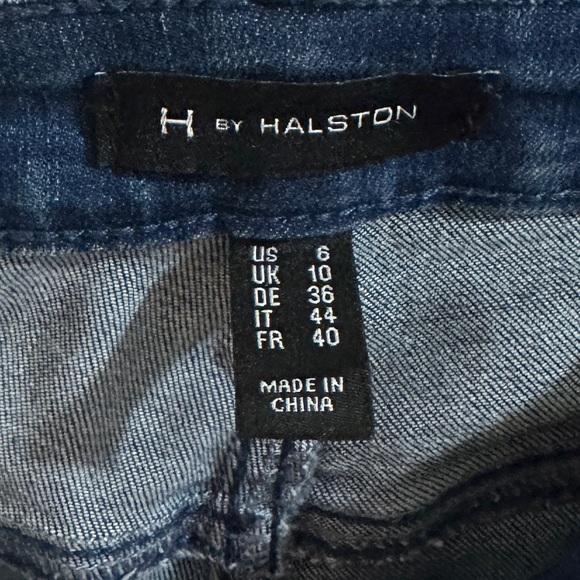 H BY HALSTON
US 6
UK 10
DE 36
IT 44
FR 40
MADE IN
CHINA